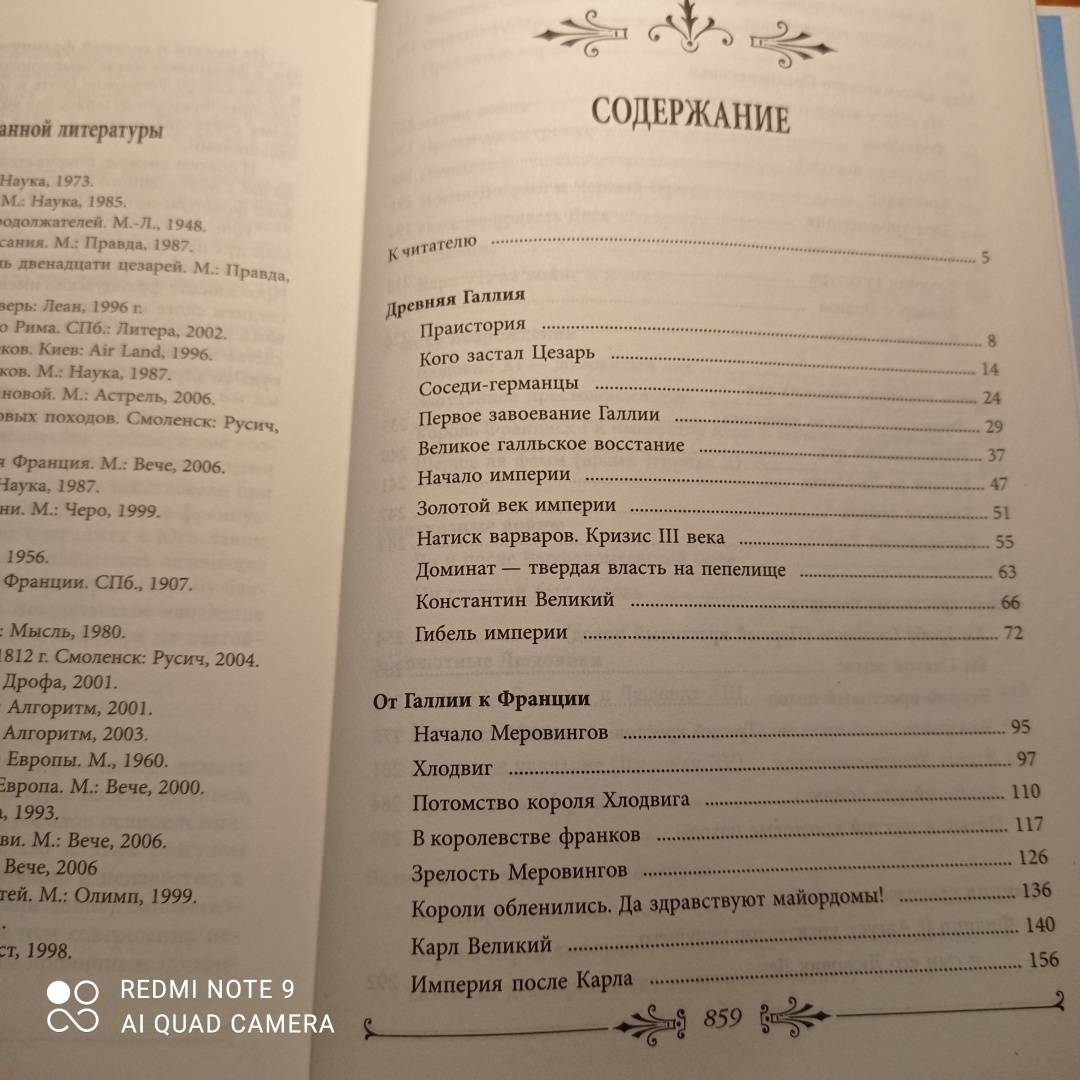 анной литературы
Наука, 1973.
М.: Наука, 1985.
родолжателей. М.-Л., 1948.
сания. М.: Правда, 1987.
ь двенадцати цезарей. М.: Правда,
верь: Леан, 1996 г.
о Рима. СПб.: Литера, 2002.
ков. Киев: Air Land, 1996.
ков. М.: Наука, 1987.
ановой. М.: Астрель, 2006.
овых походов. Смоленск: Русич,
я Франция. М.: Вече, 2006.
Наука, 1987.
ни. М.: Черо, 1999.
1956.
Франции. СПб., 1907.
: Мысль, 1980.
1812 г. Смоленск: Русич, 2004.
Дрофа, 2001.
: Алгоритм, 2001.
Алгоритм, 2003.
Европы. М., 1960.
Европа. М.: Вече, 2000.
а, 1993.
ви. М.: Вече, 2006.
Вече, 2006
тей. М.: Олимп, 1999.
ст, 1998.
СОДЕРЖАНИЕ
К читателю 5
Древняя Галлия
Праистория 8
Кого застал Цезарь 14
Соседи-германцы 24
Первое завоевание Галлии 29
Великое галльское восстание 37
Начало империи 47
Золотой век империи 51
Натиск варваров. Кризис III века 55
Доминат — твердая власть на пепелище 63
Константин Великий 66
Гибель империи 72
От Галлии к Франции
Начало Меровингов 95
Хлодвиг 97
Потомство короля Хлодвига 110
В королевстве франков 117
Зрелость Меровингов 126
Короли обленились. Да здравствуют майордомы! 136
Карл Великий 140
Империя после Карла 156
859
REDMI NOTE 9
AI QUAD CAMERA